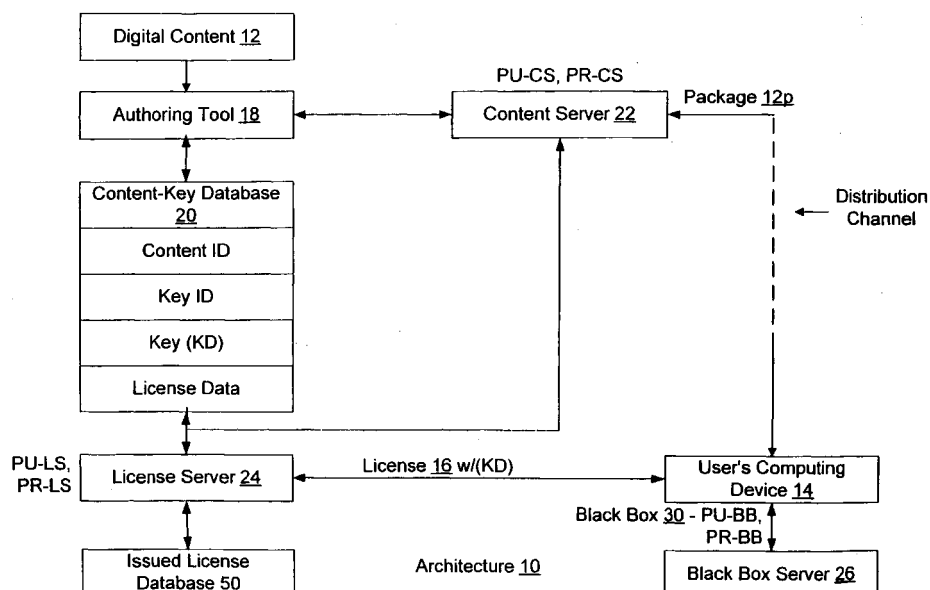 Digital Content 12
PU-CS, PR-CS
Package 12p
Authoring Tool 18
Content Server 22
Content-Key Database
20
Distribution
Channel
Content ID
Key ID
Key (KD)
License Data
PU-LS,
PR-LS
License Server 24
License 16 w/(KD)
User's Computing
Device 14
Black Box 30 - PU-BB,
PR-BB
Issued License
Database 50
Architecture 10
Black Box Server 26